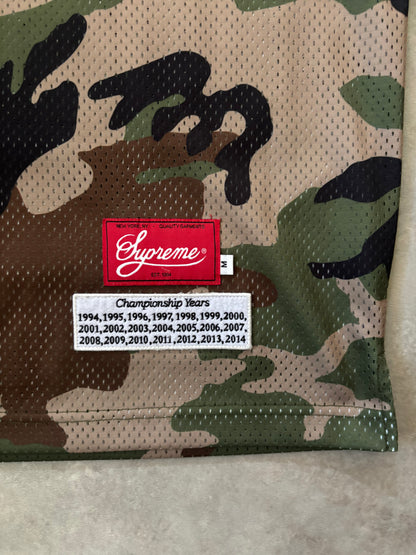 NEW YORK, NY · QUALITY GARMENTS
Supreme®
EST. 1994
M
Championship Years
1994,1995,1996,1997,1998,1999,2000,
2001,2002,2003,2004,2005,2006,2007,
2008,2009,2010,2011,2012,2013,2014